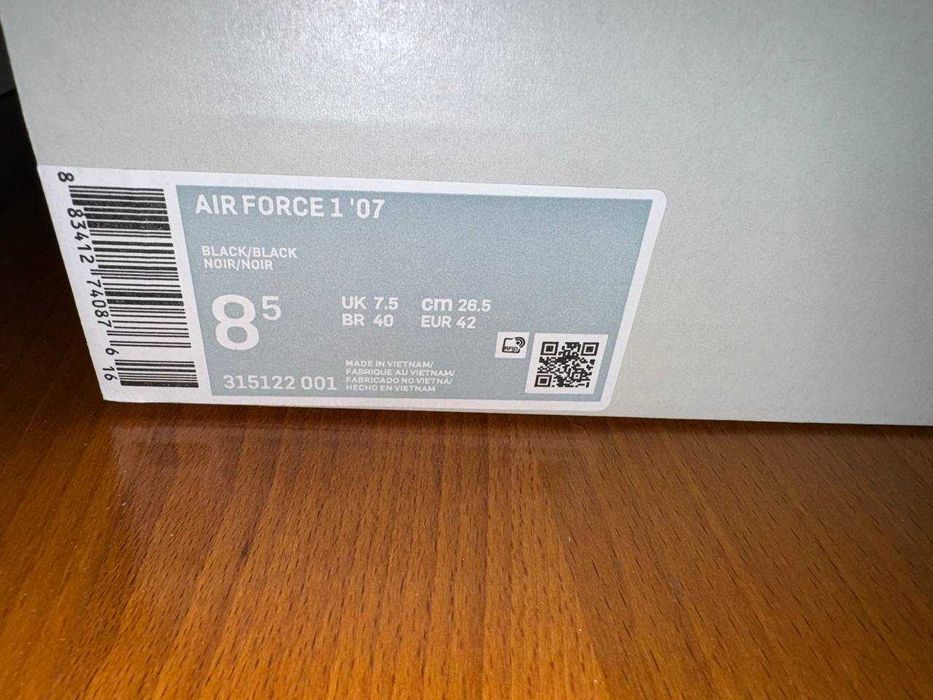 AIR FORCE 1 '07
BLACK/BLACK
NOIR/NOIR
8 5
UK 7.5 cm 26.5
BR 40 EUR 42
MADE IN VIETNAM/
FABRIQUE AU VIETNAM/
FABRICADO NO VIETNÃ/
HECHO EN VIETNAM
315122 001
RFID
8 83412 74087 6 16